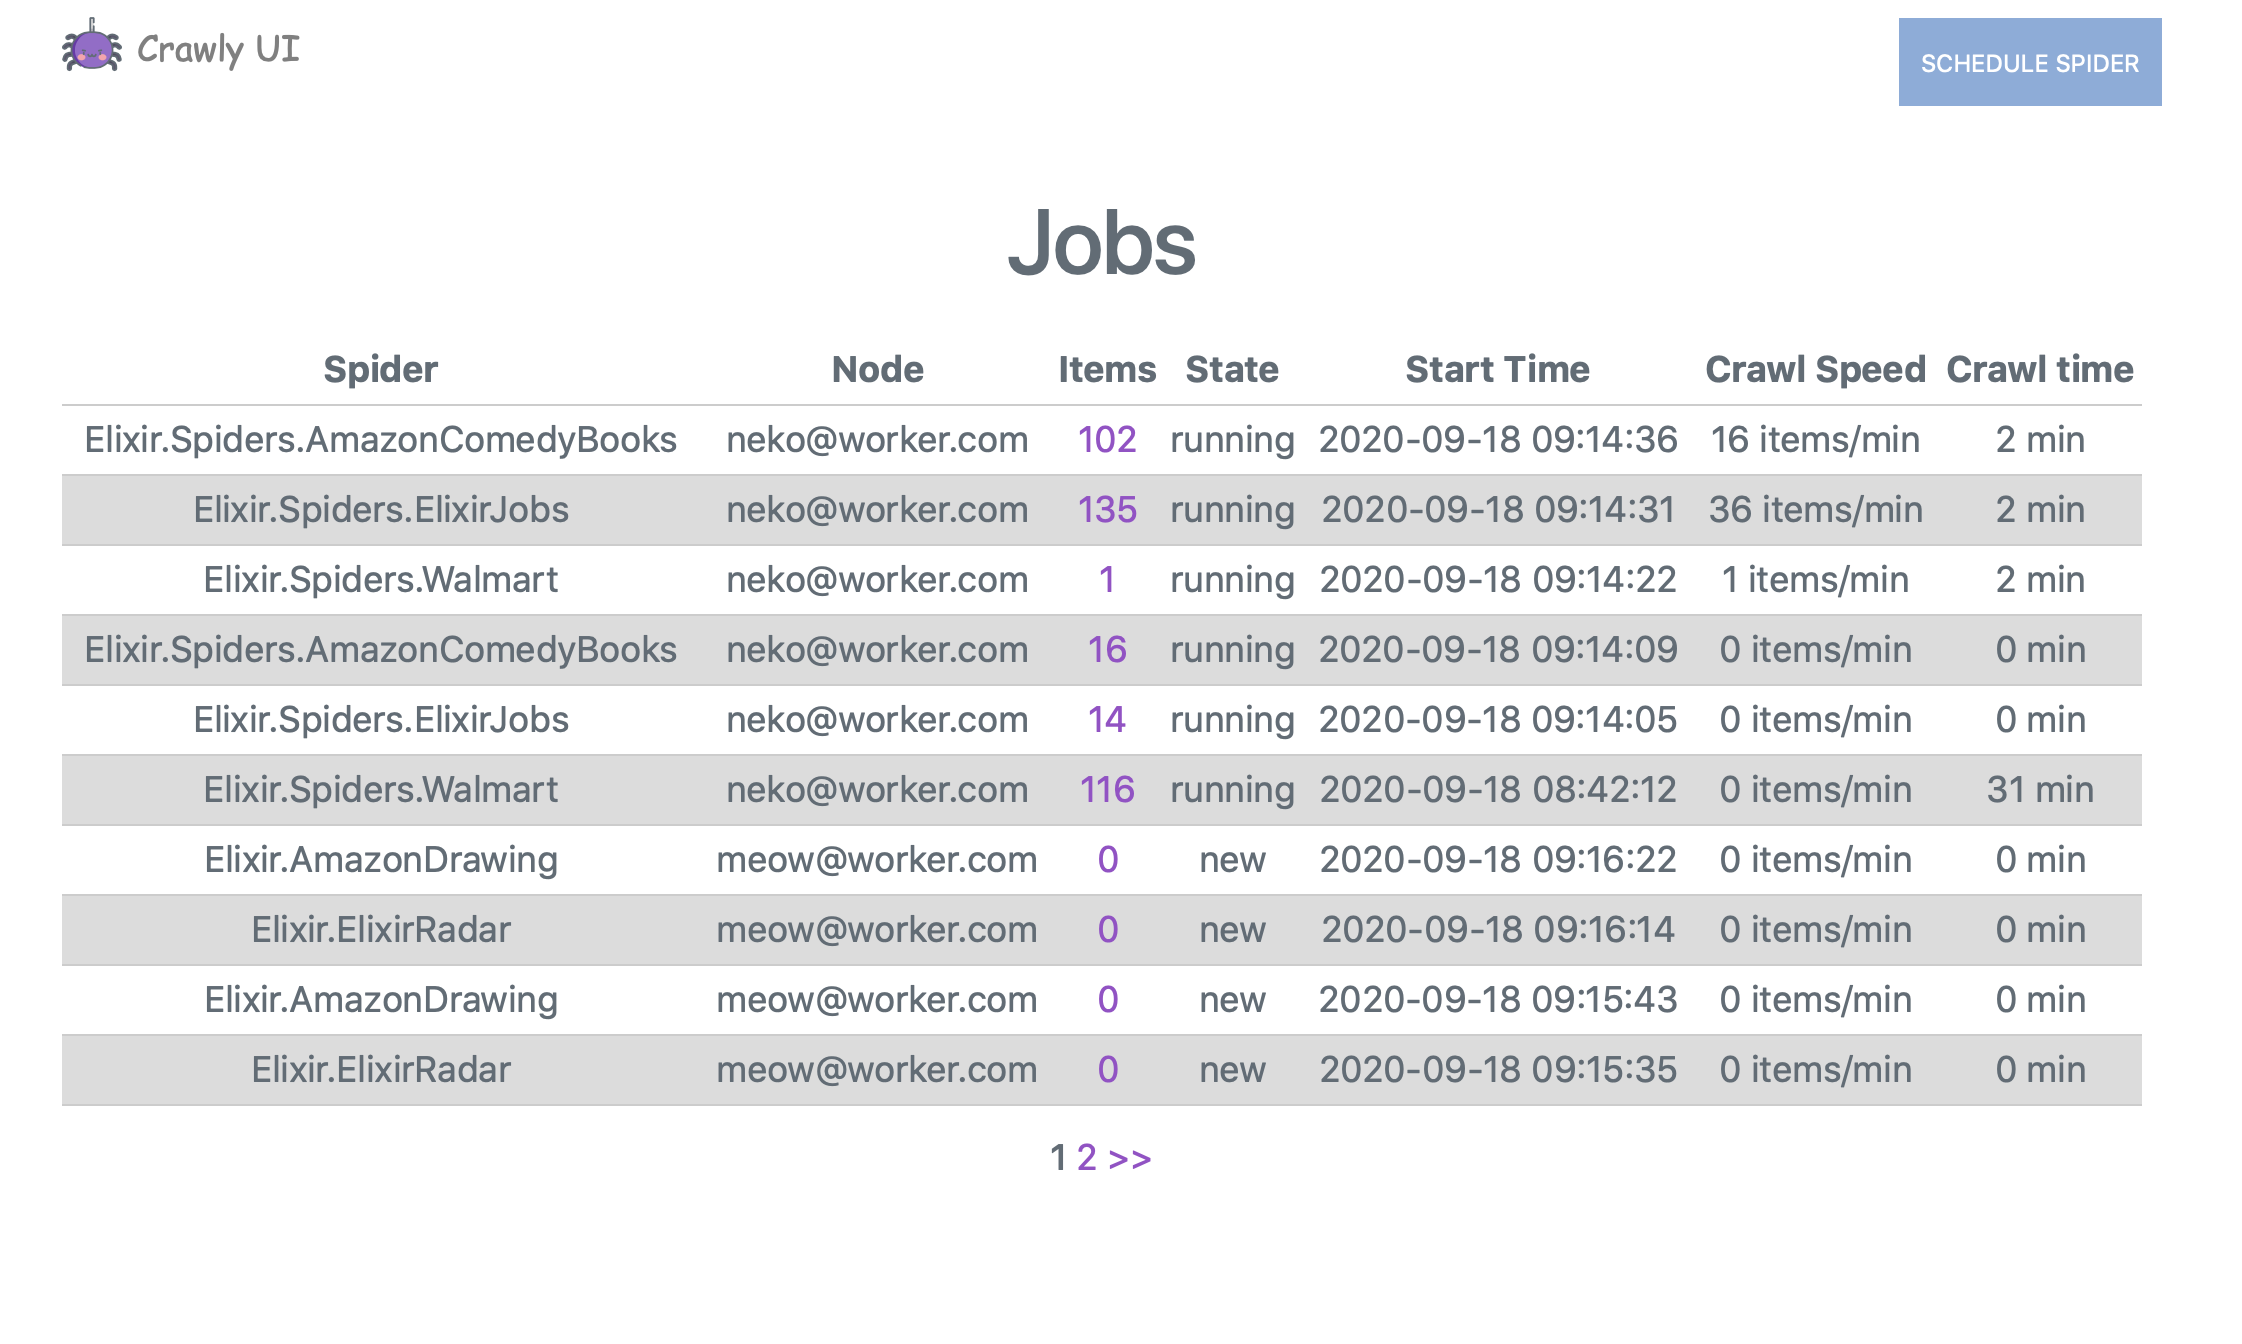 Crawly UI
SCHEDULE SPIDER
Jobs
Spider Node Items State Start Time Crawl Speed Crawl time
Elixir.Spiders.AmazonComedyBooks neko@worker.com 102 running 2020-09-18 09:14:36 16 items/min 2 min
Elixir.Spiders.ElixirJobs neko@worker.com 135 running 2020-09-18 09:14:31 36 items/min 2 min
Elixir.Spiders.Walmart neko@worker.com 1 running 2020-09-18 09:14:22 1 items/min 2 min
Elixir.Spiders.AmazonComedyBooks neko@worker.com 16 running 2020-09-18 09:14:09 0 items/min 0 min
Elixir.Spiders.ElixirJobs neko@worker.com 14 running 2020-09-18 09:14:05 0 items/min 0 min
Elixir.Spiders.Walmart neko@worker.com 116 running 2020-09-18 08:42:12 0 items/min 31 min
Elixir.AmazonDrawing meow@worker.com 0 new 2020-09-18 09:16:22 0 items/min 0 min
Elixir.ElixirRadar meow@worker.com 0 new 2020-09-18 09:16:14 0 items/min 0 min
Elixir.AmazonDrawing meow@worker.com 0 new 2020-09-18 09:15:43 0 items/min 0 min
Elixir.ElixirRadar meow@worker.com 0 new 2020-09-18 09:15:35 0 items/min 0 min
1 2 >>